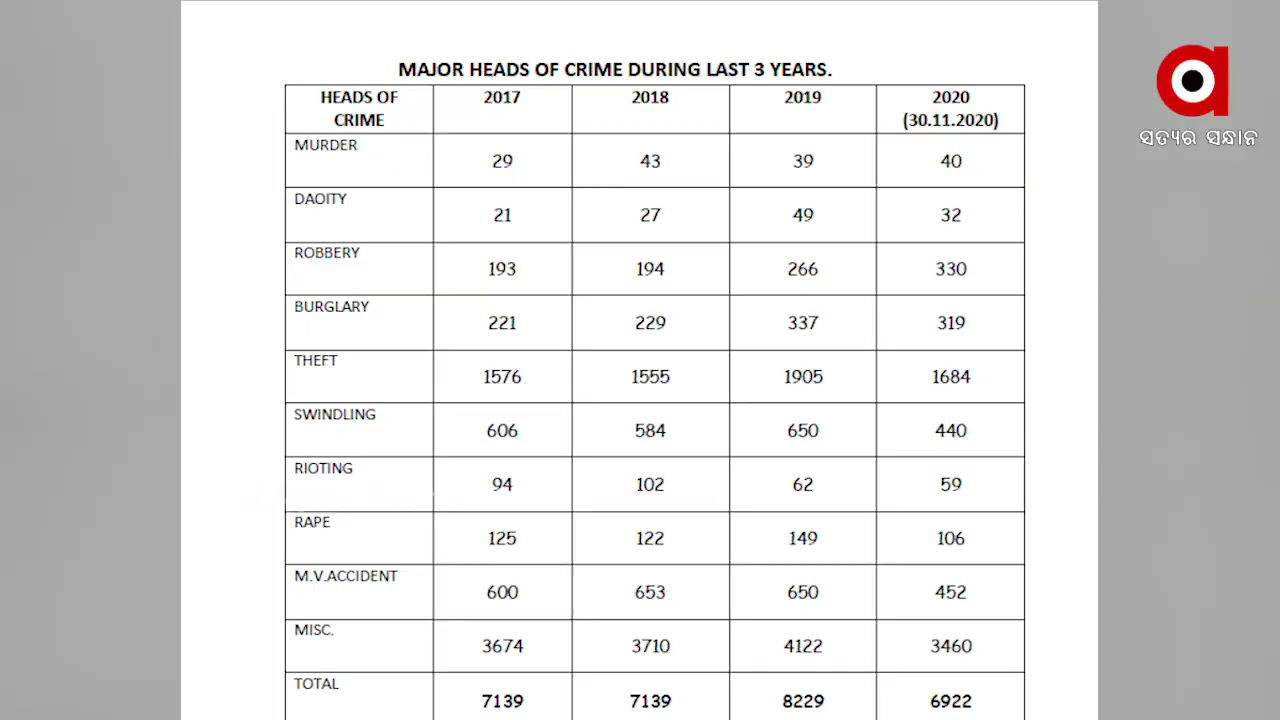 MAJOR HEADS OF CRIME DURING LAST 3 YEARS.
ସତ୍ୟର ସନ୍ଧାନ
HEADS OF CRIME 2017 2018 2019 2020 (30.11.2020)
MURDER 29 43 39 40
DAOITY 21 27 49 32
ROBBERY 193 194 266 330
BURGLARY 221 229 337 319
THEFT 1576 1555 1905 1684
SWINDLING 606 584 650 440
RIOTING 94 102 62 59
RAPE 125 122 149 106
M.V.ACCIDENT 600 653 650 452
MISC. 3674 3710 4122 3460
TOTAL 7139 7139 8229 6922